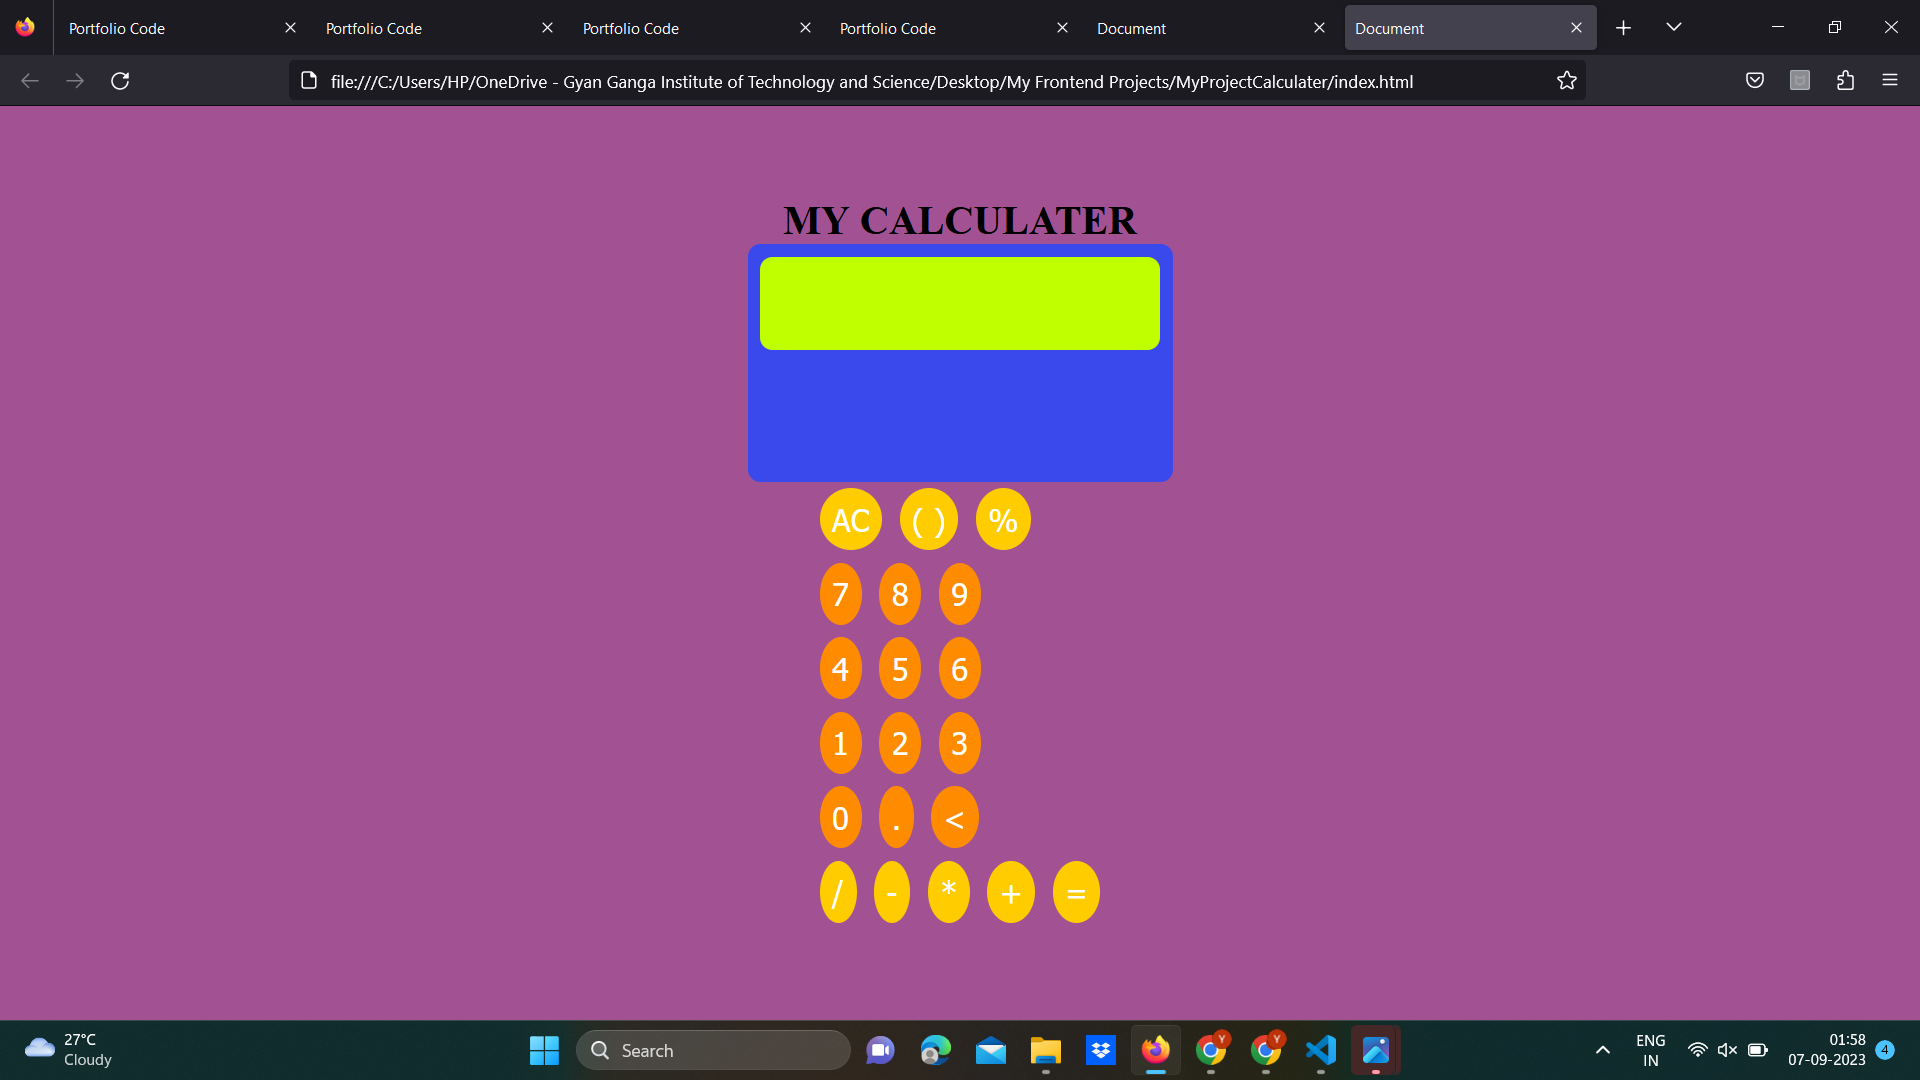 Portfolio Code Portfolio Code Portfolio Code Portfolio Code Document Document
file:///C:/Users/HP/OneDrive - Gyan Ganga Institute of Technology and Science/Desktop/My Frontend Projects/MyProjectCalculater/index.html
MY CALCULATER
AC ( ) %
7 8 9
4 5 6
1 2 3
0 . <
/ - * + =
27°C
Cloudy
Search
Y Y
ENG
IN
01:58
07-09-2023
4